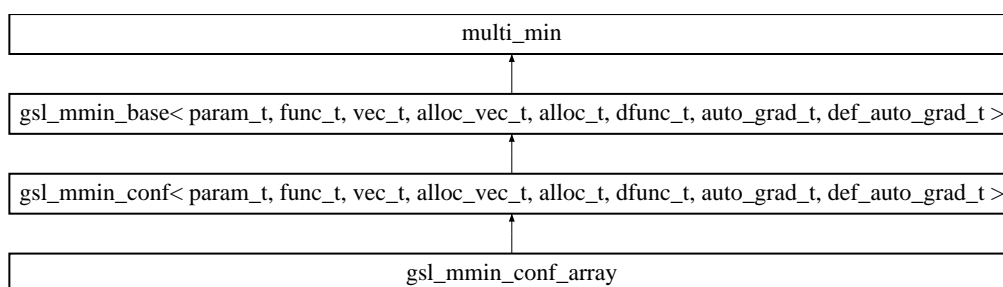 multi_min
gsl_mmin_base< param_t, func_t, vec_t, alloc_vec_t, alloc_t, dfunc_t, auto_grad_t, def_auto_grad_t >
gsl_mmin_conf< param_t, func_t, vec_t, alloc_vec_t, alloc_t, dfunc_t, auto_grad_t, def_auto_grad_t >
gsl_mmin_conf_array